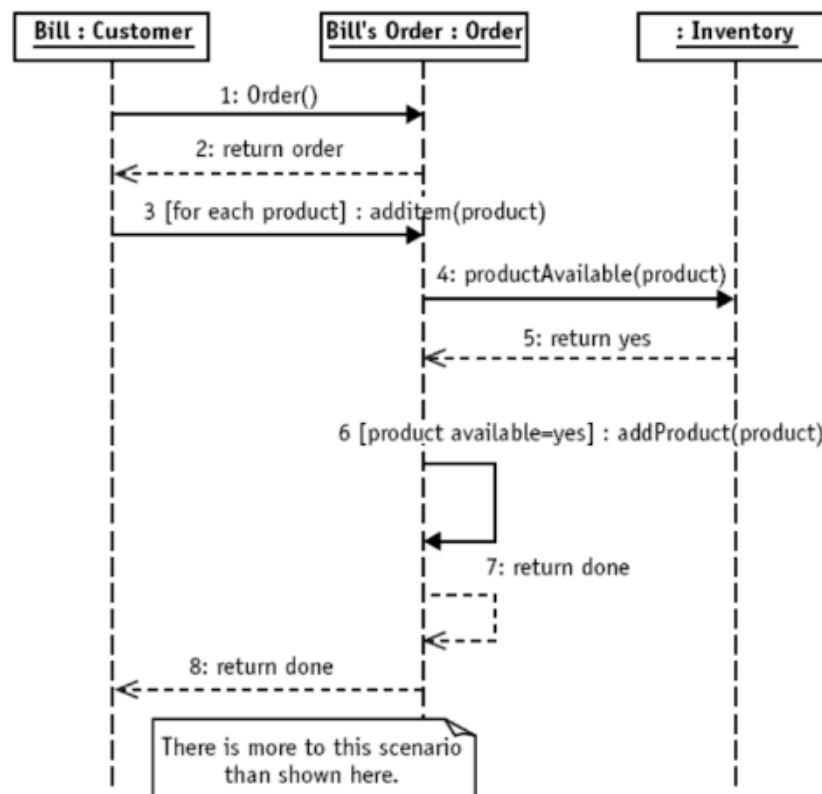 Bill : Customer
Bill's Order : Order
: Inventory
1: Order()
2: return order
3 [for each product] : additem(product)
4: productAvailable(product)
5: return yes
6 [product available=yes] : addProduct(product)
7: return done
8: return done
There is more to this scenario
than shown here.